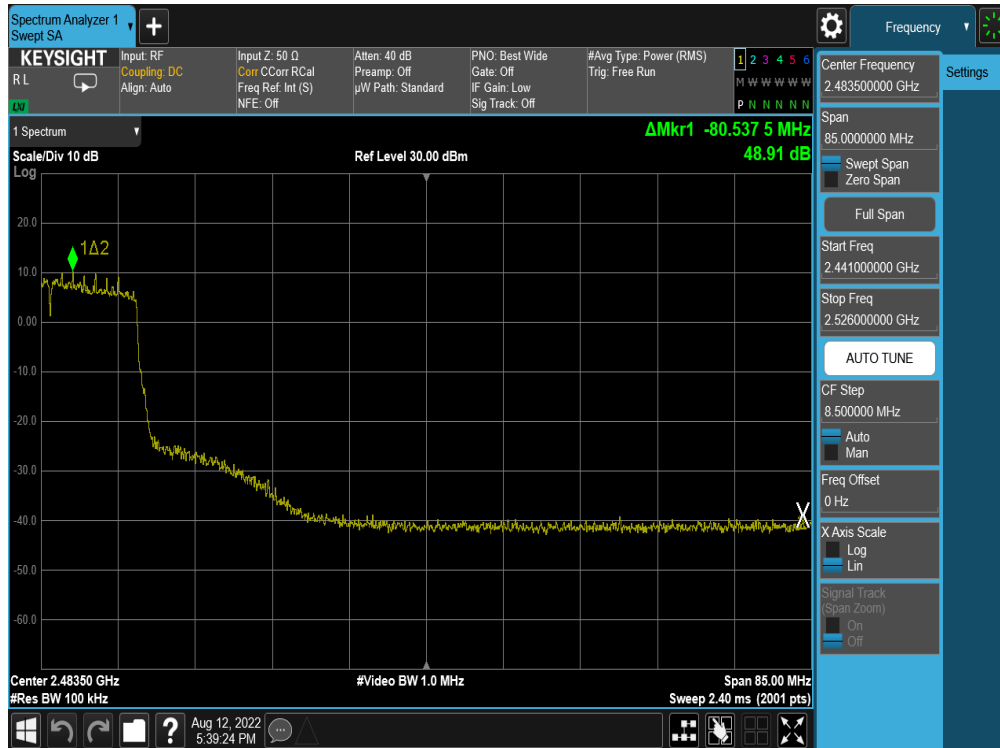 Spectrum Analyzer 1
Swept SA
Frequency
KEYSIGHT
R L
LXI
Input: RF
Coupling: DC
Align: Auto
Input Z: 50 Ω
Corr CCorr RCal
Freq Ref: Int (S)
NFE: Off
Atten: 40 dB
Preamp: Off
µW Path: Standard
PNO: Best Wide
Gate: Off
IF Gain: Low
Sig Track: Off
#Avg Type: Power (RMS)
Trig: Free Run
1 2 3 4 5 6
M W W W W W
P N N N N N
1 Spectrum
Scale/Div 10 dB
Ref Level 30.00 dBm
ΔMkr1 -80.537 5 MHz
48.91 dB
Log
20.0
10.0
0.00
-10.0
-20.0
-30.0
-40.0
-50.0
-60.0
1Δ2
X
Center 2.48350 GHz
#Video BW 1.0 MHz
Span 85.00 MHz
#Res BW 100 kHz
Sweep 2.40 ms (2001 pts)
Aug 12, 2022
5:39:24 PM
Center Frequency
2.483500000 GHz
Settings
Span
85.0000000 MHz
Swept Span
Zero Span
Full Span
Start Freq
2.441000000 GHz
Stop Freq
2.526000000 GHz
AUTO TUNE
CF Step
8.500000 MHz
Auto
Man
Freq Offset
0 Hz
X Axis Scale
Log
Lin
Signal Track
(Span Zoom)
On
Off